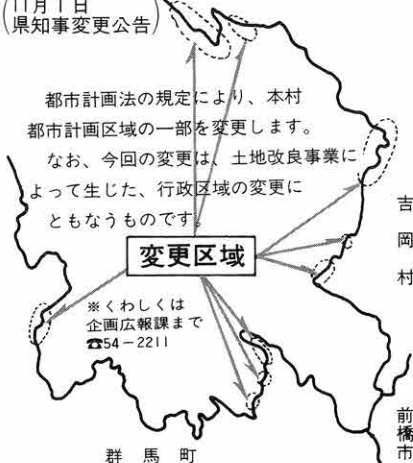 (11月1日
県知事変更公告)
都市計画法の規定により、本村
都市計画区域の一部を変更します。
なお、今回の変更は、土地改良事業に
よって生じた、行政区域の変更に
ともなうものです。
変更区域
※くわしくは
企画広報課まで
☎54-2211
吉岡村
前橋市
群馬町